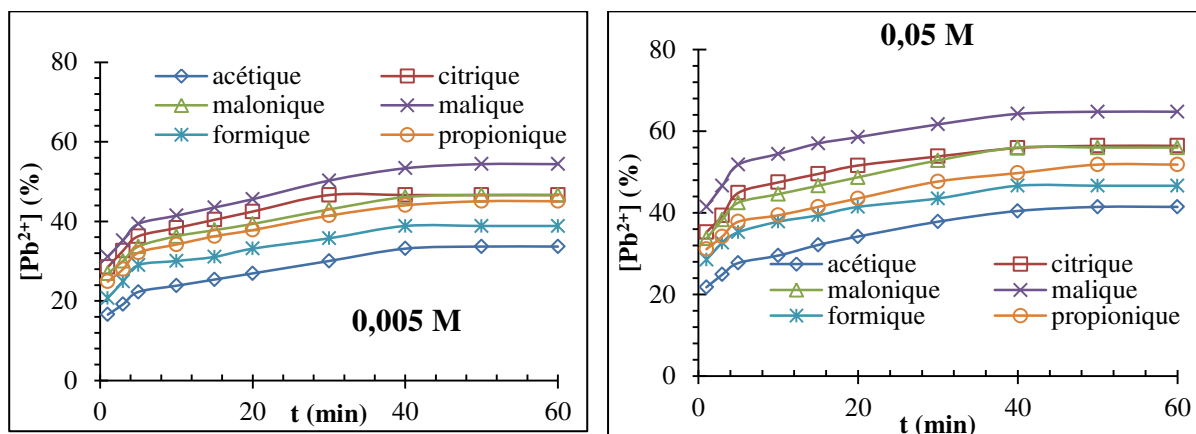 [Pb²⁺] (%)
80
60
40
20
0
acétique citrique
malonique malique
formique propionique
0,005 M
0 20 40 60
t (min)
0,05 M
[Pb²⁺] (%)
80
60
40
20
0
acétique citrique
malonique malique
formique propionique
0 20 40 60
t (min)